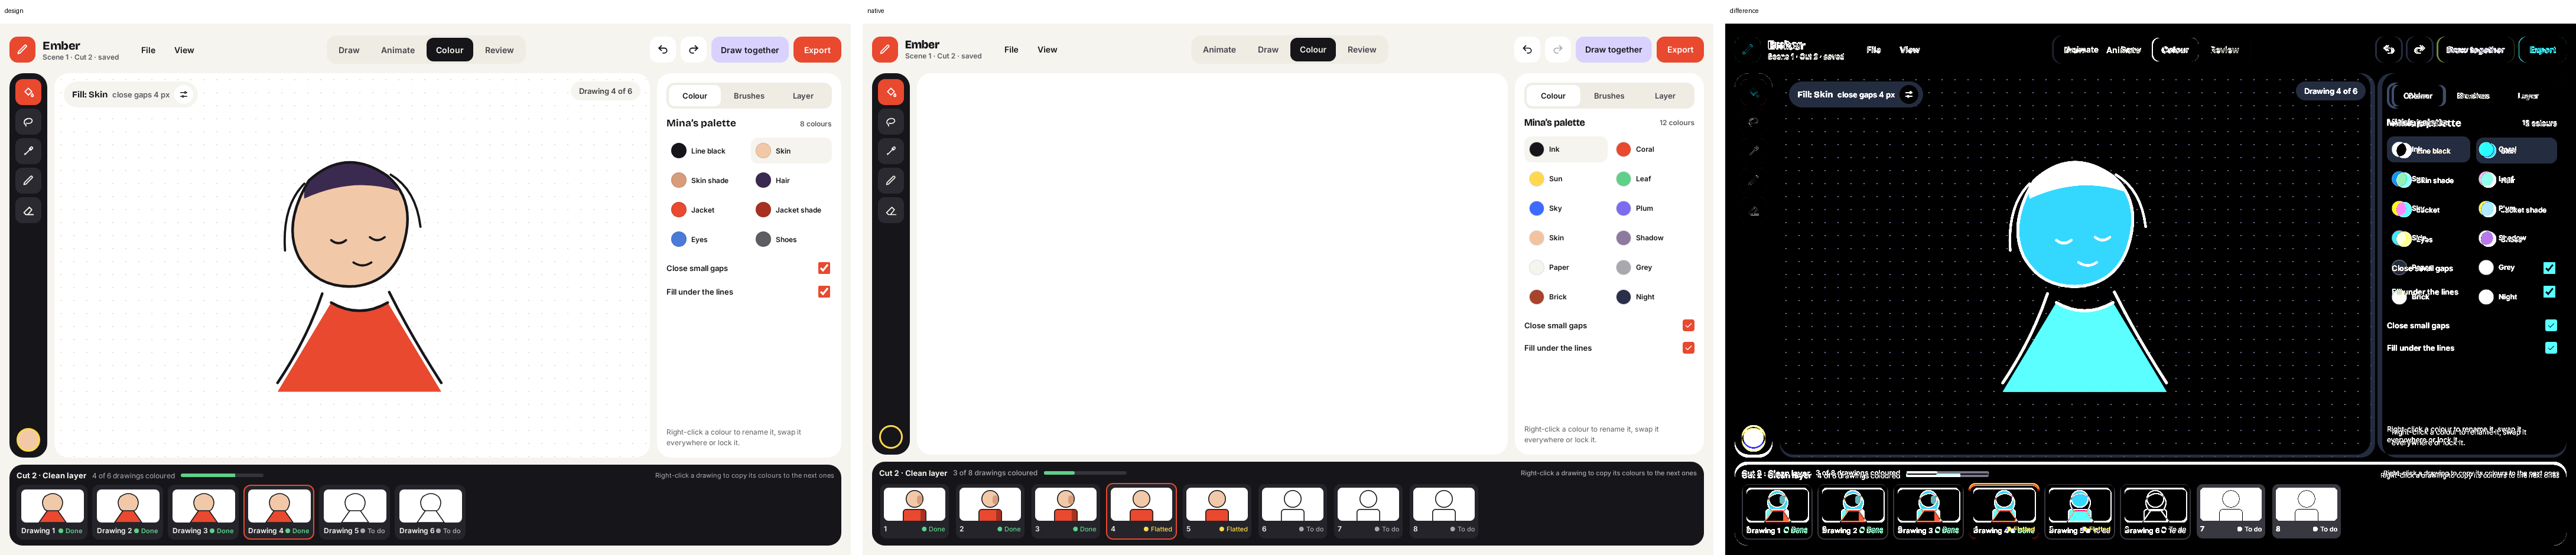 design
Ember
Scene 1 · Cut 2 · saved
File
View
Draw
Animate
Colour
Review
Draw together
Export
Fill: Skin close gaps 4 px
Drawing 4 of 6
Colour
Brushes
Layer
Mina's palette
8 colours
Line black
Skin
Skin shade
Hair
Jacket
Jacket shade
Eyes
Shoes
Close small gaps
Fill under the lines
Right-click a colour to rename it, swap it
everywhere or lock it.
Cut 2 · Clean layer 4 of 6 drawings coloured
Right-click a drawing to copy its colours to the next ones
Drawing 1 Done
Drawing 2 Done
Drawing 3 Done
Drawing 4 Done
Drawing 5 To do
Drawing 6 To do
native
Ember
Scene 1 · Cut 2 · saved
File
View
Animate
Draw
Colour
Review
Draw together
Export
Colour
Brushes
Layer
Mina's palette
12 colours
Ink
Coral
Sun
Leaf
Sky
Plum
Skin
Shadow
Paper
Grey
Brick
Night
Close small gaps
Fill under the lines
Right-click a colour to rename it, swap it
everywhere or lock it.
Cut 2 · Clean layer 3 of 8 drawings coloured
Right-click a drawing to copy its colours to the next ones
1 Done
2 Done
3 Done
4 Flatted
5 Flatted
6 To do
7 To do
8 To do
difference
File
View
Colour
Review
Export
Fill: Skin close gaps 4 px
Drawing 4 of 6
Grey
Night
Close small gaps
Fill under the lines
7 To do
8 To do